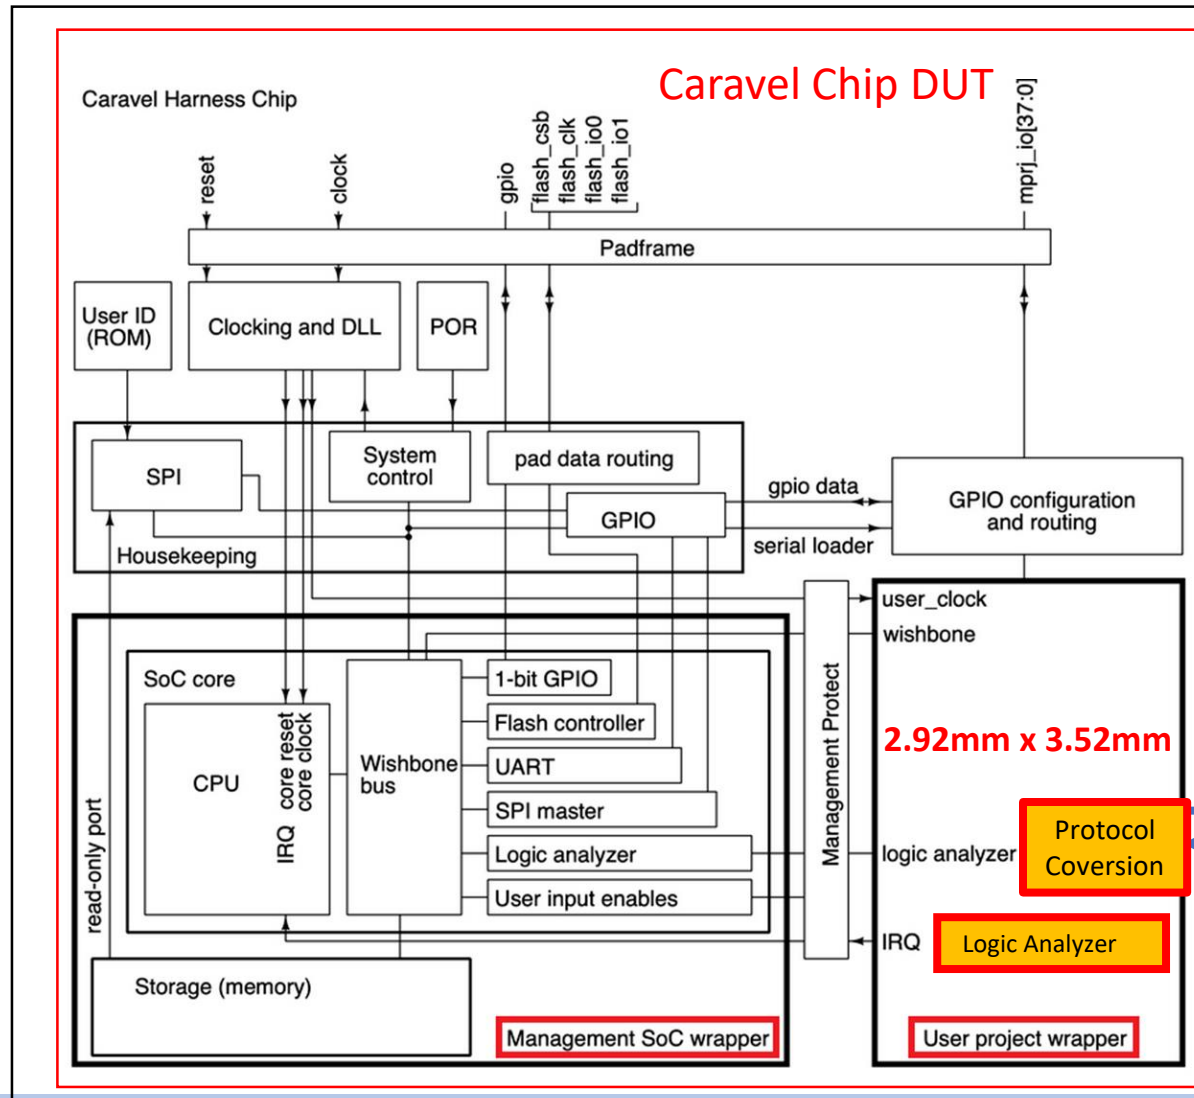 Caravel Chip DUT
Caravel Harness Chip
reset
clock
gpio
flash_csb
flash_clk
flash_io0
flash_io1
mprj_io[37:0]
Padframe
User ID
(ROM)
Clocking and DLL
POR
SPI
System
control
pad data routing
GPIO
gpio data
serial loader
GPIO configuration
and routing
Housekeeping
user_clock
wishbone
SoC core
CPU
IRQ
core reset
core clock
Wishbone
bus
1-bit GPIO
Flash controller
UART
SPI master
Logic analyzer
User input enables
Management Protect
2.92mm x 3.52mm
logic analyzer
Protocol
Coversion
IRQ
Logic Analyzer
read-only port
Storage (memory)
Management SoC wrapper
User project wrapper